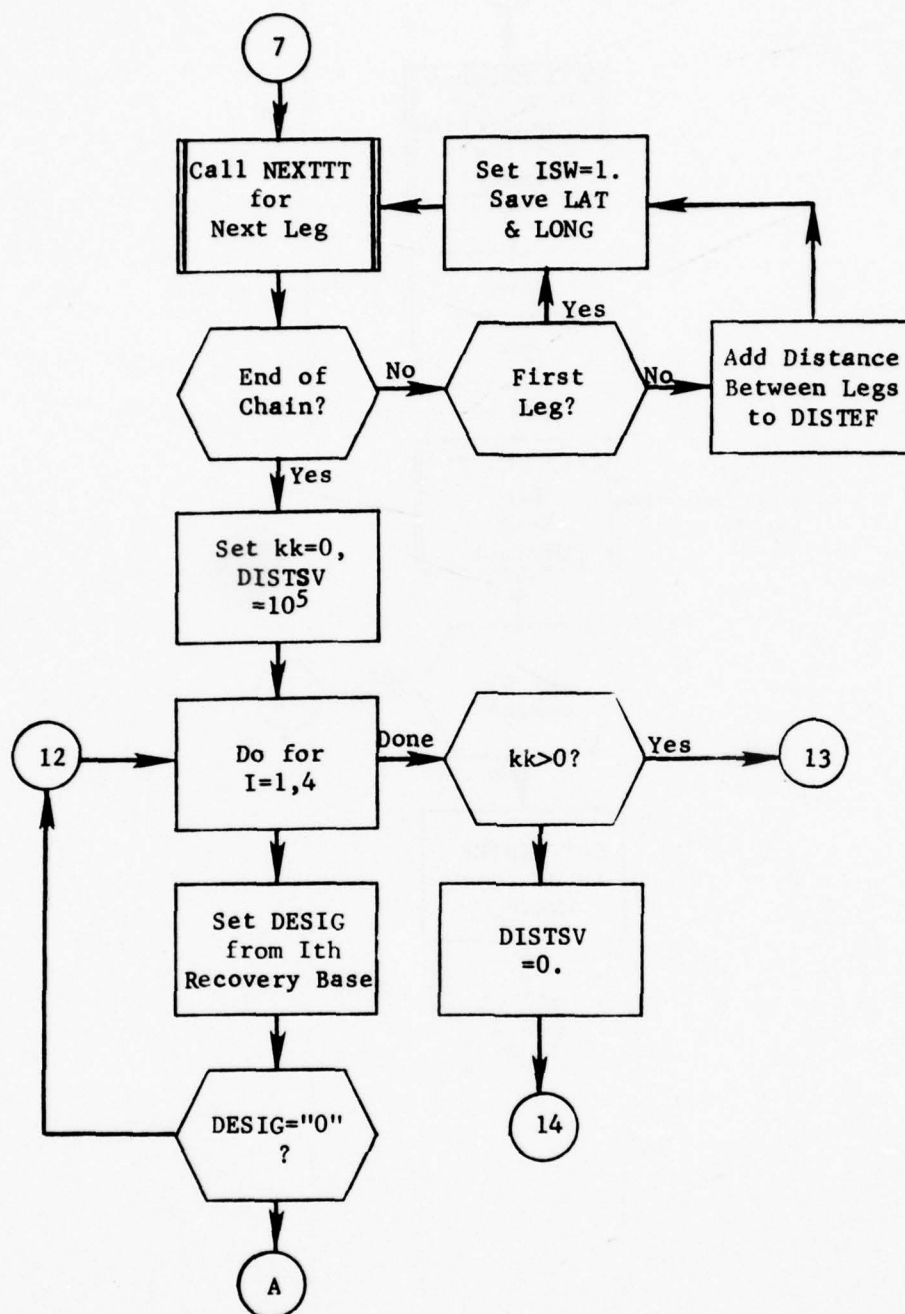 7
Call NEXTTT
for
Next Leg
Set ISW=1.
Save LAT
& LONG
Yes
End of
Chain?
No
First
Leg?
No
Add Distance
Between Legs
to DISTEF
Yes
Set kk=0,
DISTSV
=10⁵
12
Do for
I=1,4
Done
kk>0?
Yes
13
Set DESIG
from Ith
Recovery Base
DISTSV
=0.
DESIG="0"
?
14
A